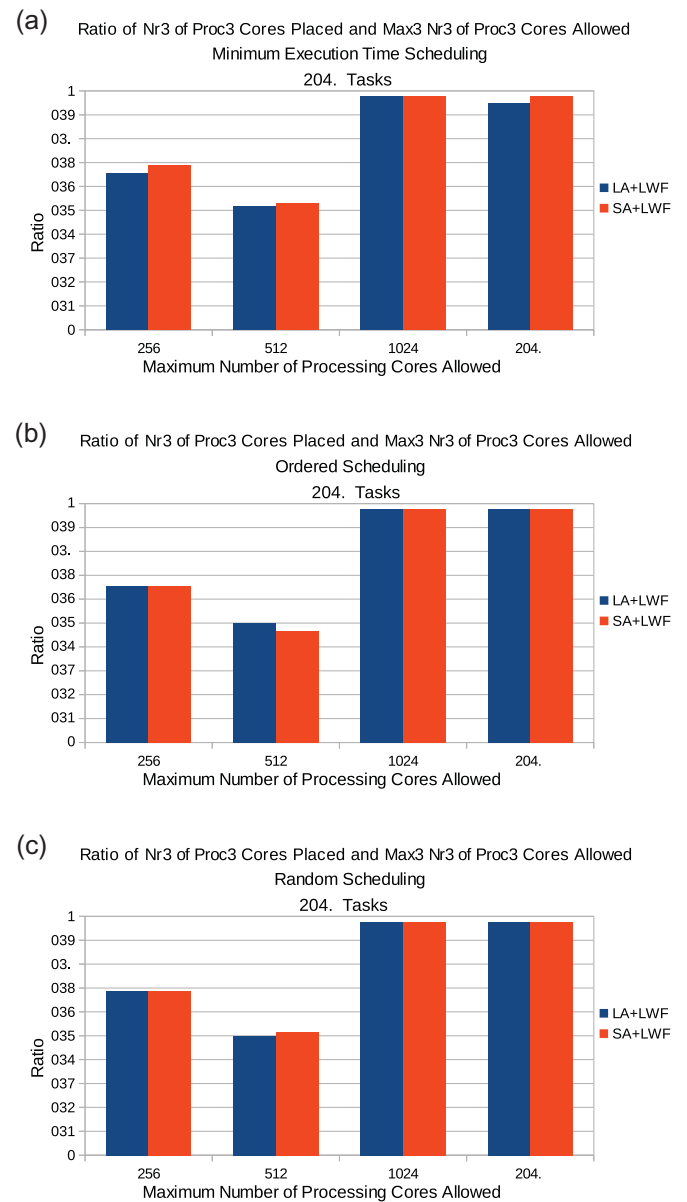 (a)
Ratio of Nr3 of Proc3 Cores Placed and Max3 Nr3 of Proc3 Cores Allowed
Minimum Execution Time Scheduling
204. Tasks
1
039
03.
038
036
035
034
037
032
031
0
Ratio
256
512
1024
204.
Maximum Number of Processing Cores Allowed
LA+LWF
SA+LWF
(b)
Ratio of Nr3 of Proc3 Cores Placed and Max3 Nr3 of Proc3 Cores Allowed
Ordered Scheduling
204. Tasks
1
039
03.
038
036
035
034
037
032
031
0
Ratio
256
512
1024
204.
Maximum Number of Processing Cores Allowed
LA+LWF
SA+LWF
(c)
Ratio of Nr3 of Proc3 Cores Placed and Max3 Nr3 of Proc3 Cores Allowed
Random Scheduling
204. Tasks
1
039
03.
038
036
035
034
037
032
031
0
Ratio
256
512
1024
204.
Maximum Number of Processing Cores Allowed
LA+LWF
SA+LWF